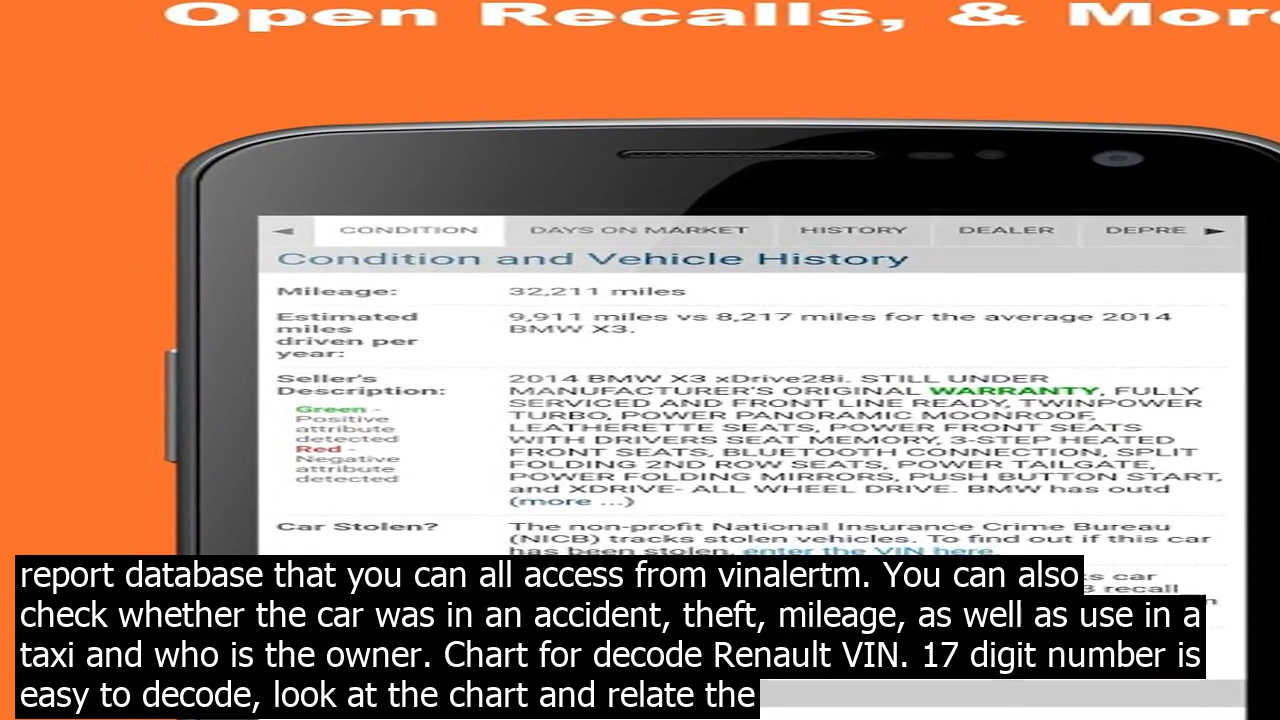 Open Recalls, & More
◄ CONDITION DAYS ON MARKET HISTORY DEALER DEPRE ►
Condition and Vehicle History
Mileage: 32,211 miles
Estimated miles driven per year: 9,911 miles vs 8,217 miles for the average 2014
BMW X3.
Seller's Description:
Green -
Positive
attribute
detected
Red -
Negative
attribute
detected
2014 BMW X3 xDrive28i. STILL UNDER
MANUFACTURER'S ORIGINAL WARRANTY, FULLY
SERVICED AND FRONT LINE READY, TWINPOWER
TURBO, POWER PANORAMIC MOONROOF,
LEATHERETTE SEATS, POWER FRONT SEATS
WITH DRIVERS SEAT MEMORY, 3-STEP HEATED
FRONT SEATS, BLUETOOTH CONNECTION, SPLIT
FOLDING 2ND ROW SEATS, POWER TAILGATE,
POWER FOLDING MIRRORS, PUSH BUTTON START,
and XDRIVE- ALL WHEEL DRIVE. BMW has outd
(more ...)
Car Stolen? The non-profit National Insurance Crime Bureau
(NICB) tracks stolen vehicles. To find out if this car
has been stolen, enter the VIN here.
car
recall
report database that you can all access from vinalertm. You can also
check whether the car was in an accident, theft, mileage, as well as use in a
taxi and who is the owner. Chart for decode Renault VIN. 17 digit number is
easy to decode, look at the chart and relate the